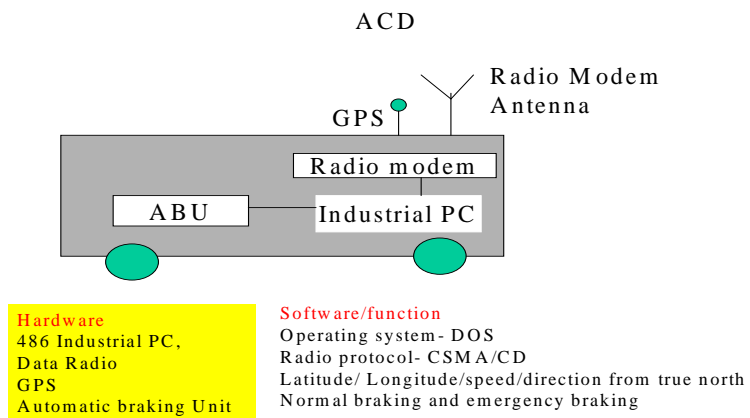 ACD
Radio Modem
Antenna
GPS
Radio modem
ABU
Industrial PC
Hardware
486 Industrial PC,
Data Radio
GPS
Automatic braking Unit
Software/function
Operating system- DOS
Radio protocol- CSMA/CD
Latitude/ Longitude/speed/direction from true north
Normal braking and emergency braking